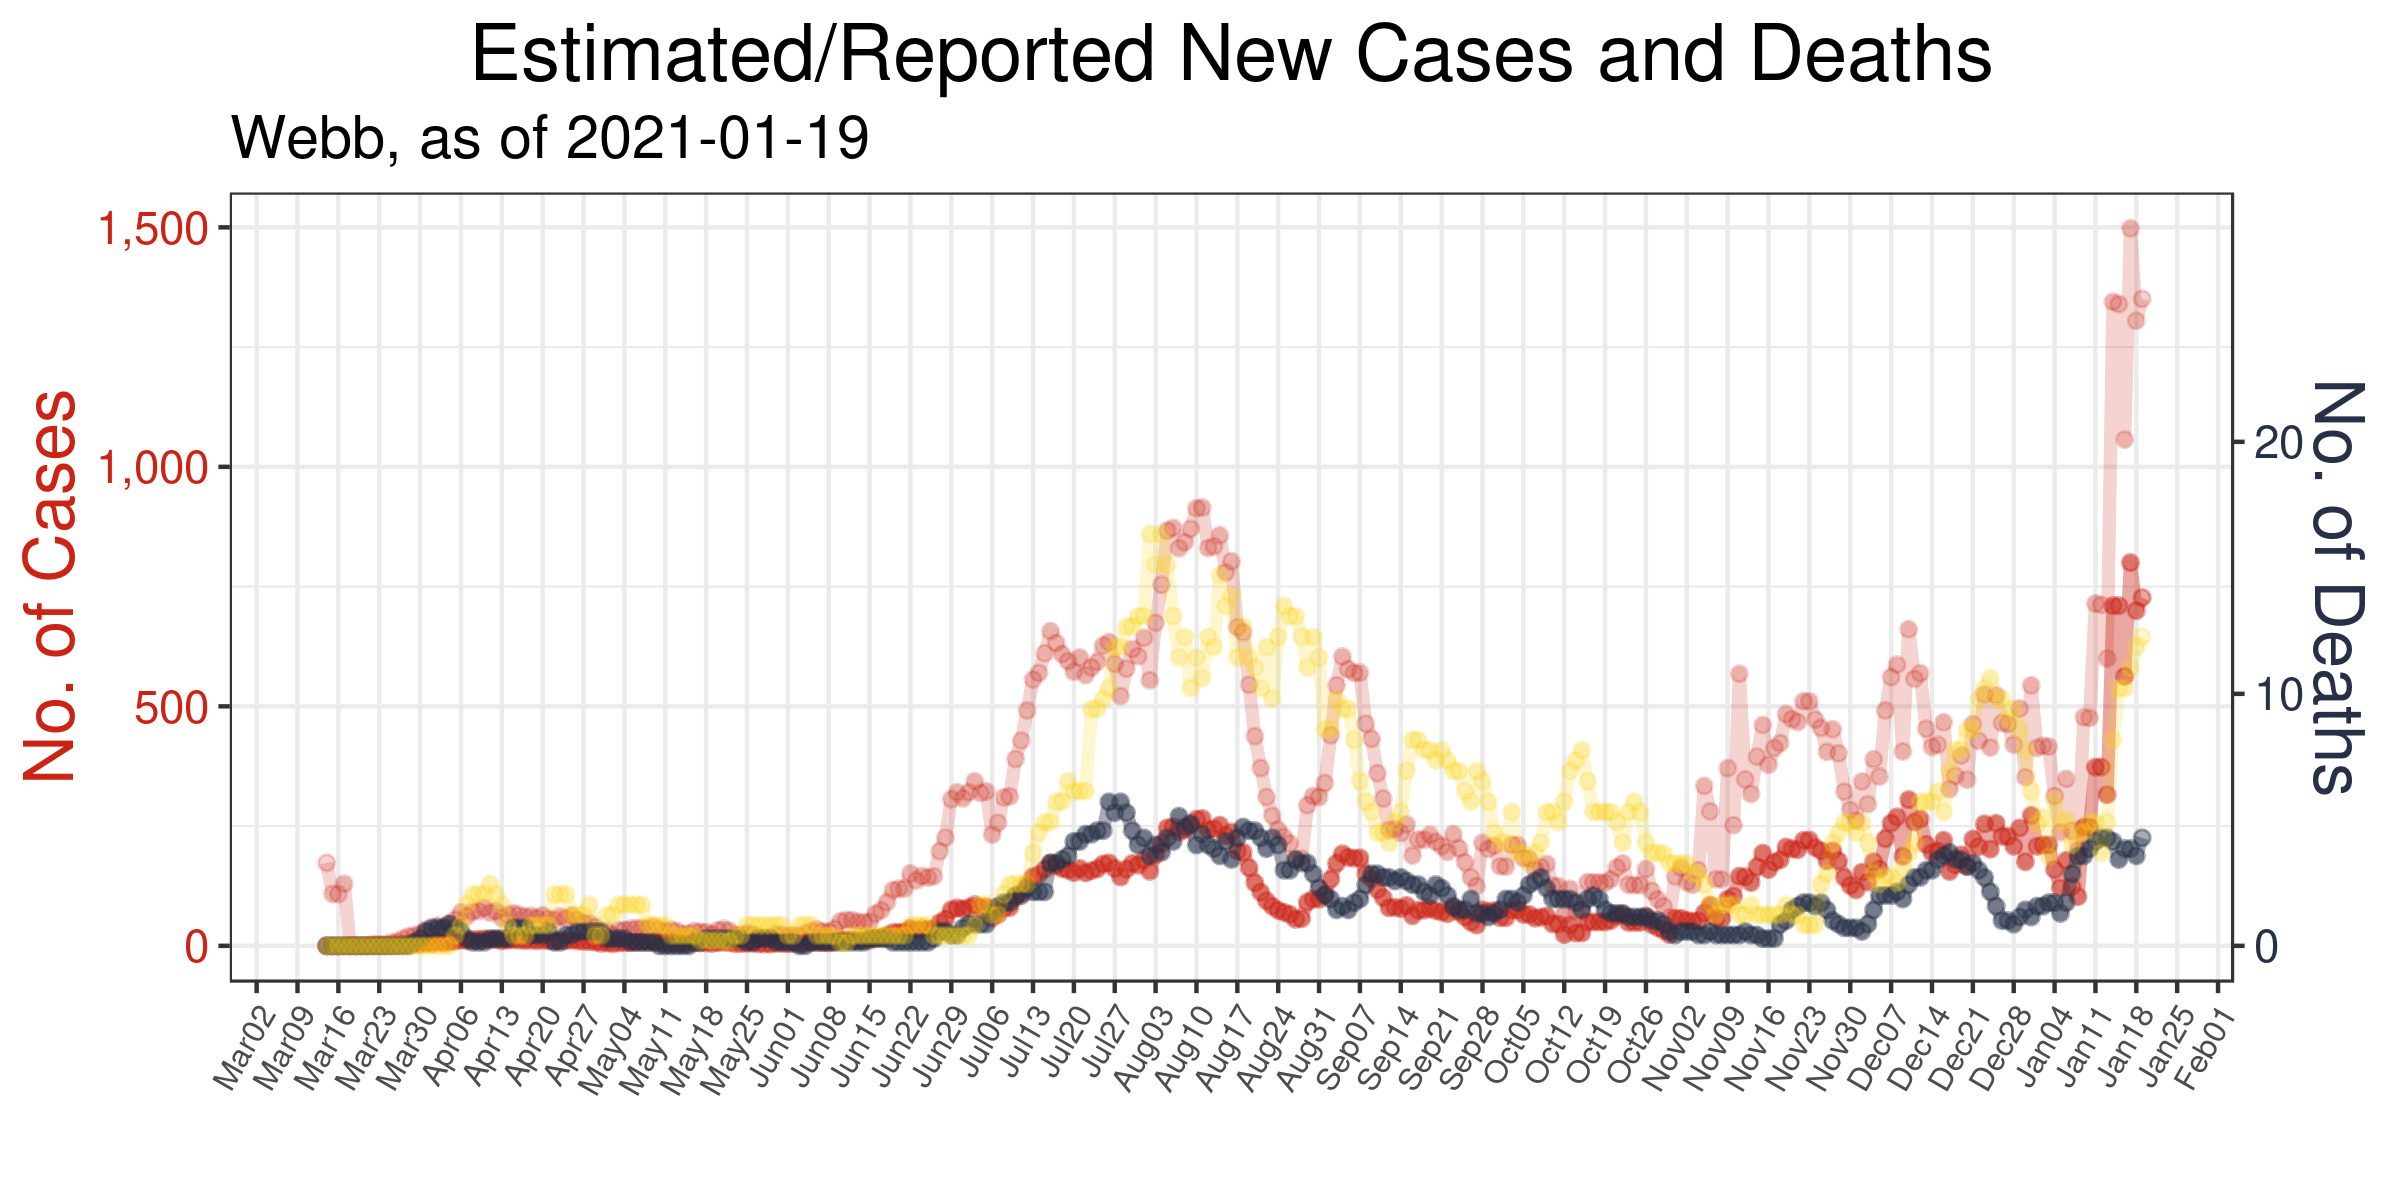 Estimated/Reported New Cases and Deaths
Webb, as of 2021-01-19
No. of Cases
1,500
1,000
500
0
20
10
0
No. of Deaths
Mar02
Mar09
Mar16
Mar23
Mar30
Apr06
Apr13
Apr20
Apr27
May04
May11
May18
May25
Jun01
Jun08
Jun15
Jun22
Jun29
Jul06
Jul13
Jul20
Jul27
Aug03
Aug10
Aug17
Aug24
Aug31
Sep07
Sep14
Sep21
Sep28
Oct05
Oct12
Oct19
Oct26
Nov02
Nov09
Nov16
Nov23
Nov30
Dec07
Dec14
Dec21
Dec28
Jan04
Jan11
Jan18
Jan25
Feb01